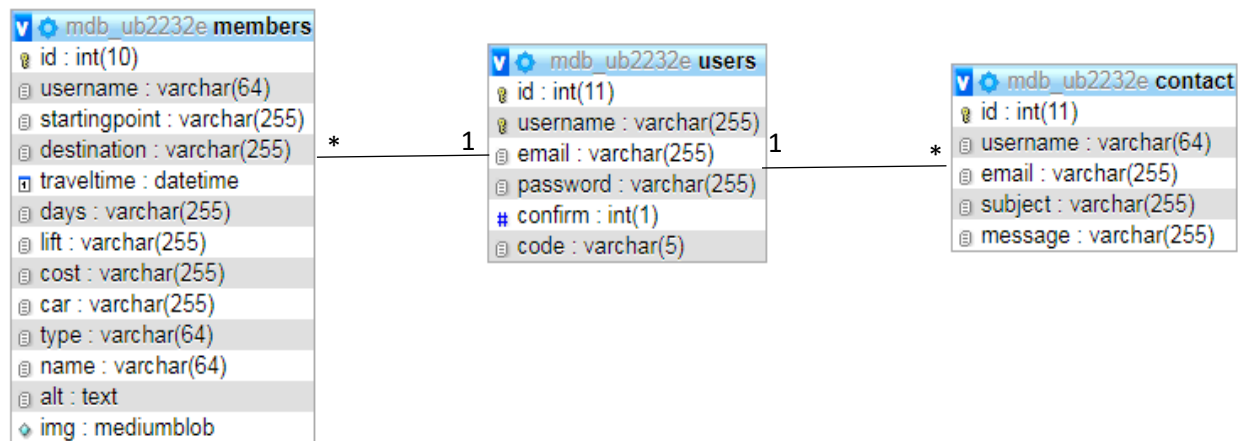 mdb_ub2232e members
id : int(10)
username : varchar(64)
startingpoint : varchar(255)
destination : varchar(255)
traveltime : datetime
days : varchar(255)
lift : varchar(255)
cost : varchar(255)
car : varchar(255)
type : varchar(64)
name : varchar(64)
alt : text
img : mediumblob
* 1
mdb_ub2232e users
id : int(11)
username : varchar(255)
email : varchar(255)
password : varchar(255)
confirm : int(1)
code : varchar(5)
1 *
mdb_ub2232e contact
id : int(11)
username : varchar(64)
email : varchar(255)
subject : varchar(255)
message : varchar(255)